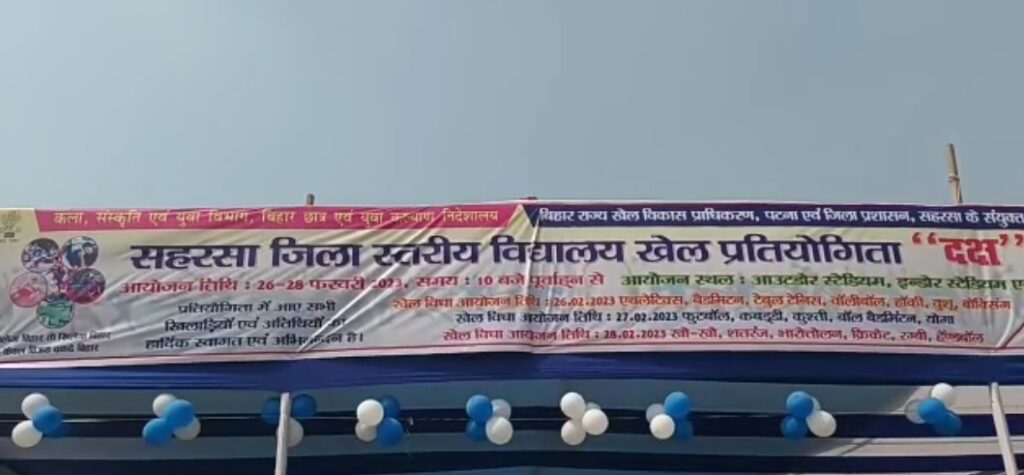 कला, संस्कृति एवं युवा विभाग, बिहार छात्र एवं युवा कल्याण निदेशालय
बिहार राज्य खेल विकास प्राधिकरण, पटना एवं जिला प्रशासन, सहरसा के संयुक्त
सहरसा जिला स्तरीय विद्यालय खेल प्रतियोगिता "दक्ष"
आयोजन तिथि : 26-28 फरवरी 2023, समय : 10 बजे पूर्वाह्न से आयोजन स्थल : आउटडोर स्टेडियम, इन्डोर स्टेडियम ए
प्रतियोगिता में आए सभी
खिलाड़ियों एवं अतिथियों का
हार्दिक स्वागत एवं अभिनन्दन है।
खेल विधा आयोजन तिथि : 26.02.2023 एथलेटिक्स, बैडमिंटन, टेबुल टेनिस, वॉलीबॉल, हॉकी, वुशु, बॉक्सिंग
खेल विधा आयोजन तिथि : 27.02.2023 फुटबॉल, कबड्डी, कुश्ती, बॉल बैडमिंटन, योगा
खेल विधा आयोजन तिथि : 28.02.2023 खो-खो, शतरंज, भारोत्तोलन, क्रिकेट, रग्बी, हैण्डबॉल
खेलेगा बिहार तो खिलेगा बिहार